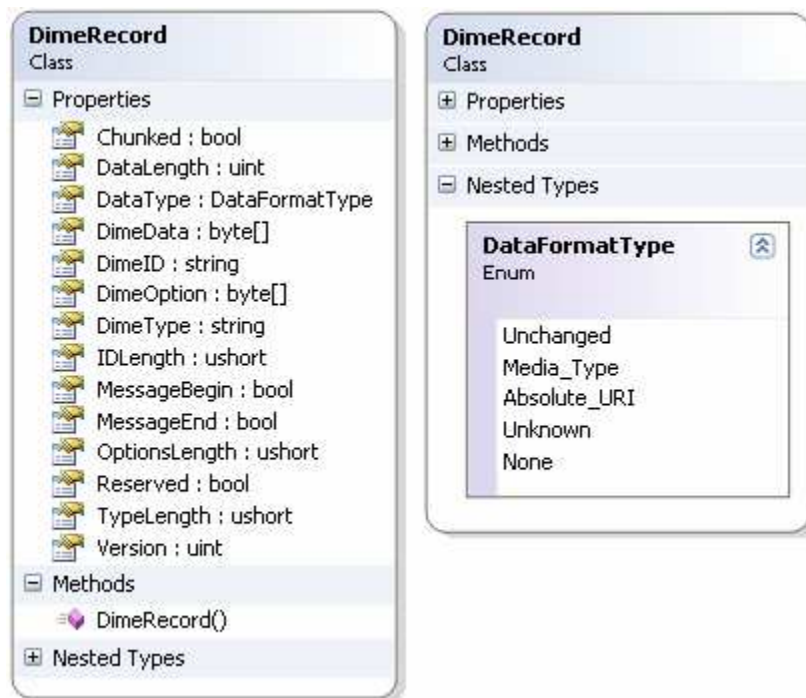 DimeRecord
Class
Properties
Chunked : bool
DataLength : uint
DataType : DataFormatType
DimeData : byte[]
DimeID : string
DimeOption : byte[]
DimeType : string
IDLength : ushort
MessageBegin : bool
MessageEnd : bool
OptionsLength : ushort
Reserved : bool
TypeLength : ushort
Version : uint
Methods
DimeRecord()
Nested Types
DimeRecord
Class
Properties
Methods
Nested Types
DataFormatType
Enum
Unchanged
Media_Type
Absolute_URI
Unknown
None